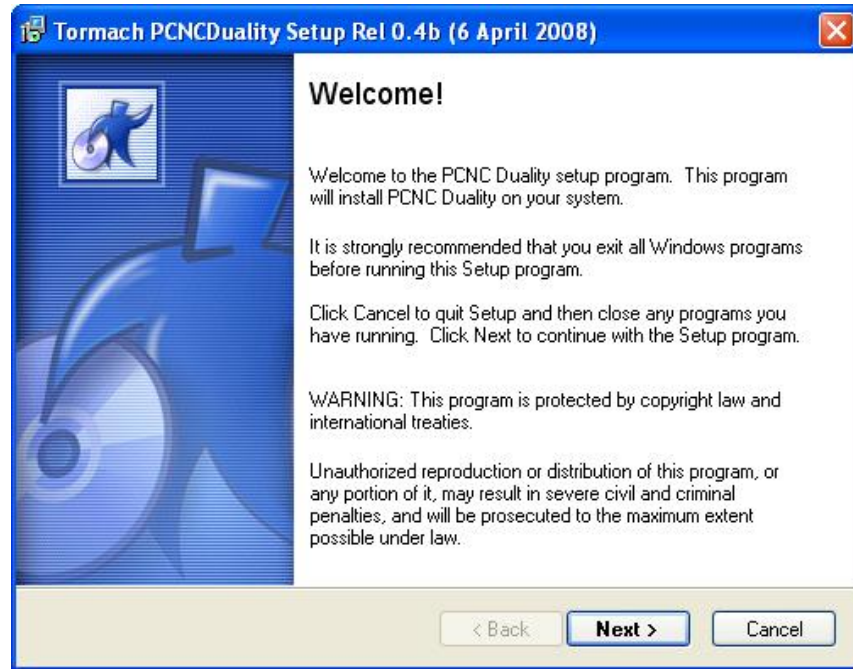 Tormach PCNCDuality Setup Rel 0.4b (6 April 2008)
Welcome!
Welcome to the PCNC Duality setup program. This program
will install PCNC Duality on your system.
It is strongly recommended that you exit all Windows programs
before running this Setup program.
Click Cancel to quit Setup and then close any programs you
have running. Click Next to continue with the Setup program.
WARNING: This program is protected by copyright law and
international treaties.
Unauthorized reproduction or distribution of this program, or
any portion of it, may result in severe civil and criminal
penalties, and will be prosecuted to the maximum extent
possible under law.
< Back Next > Cancel